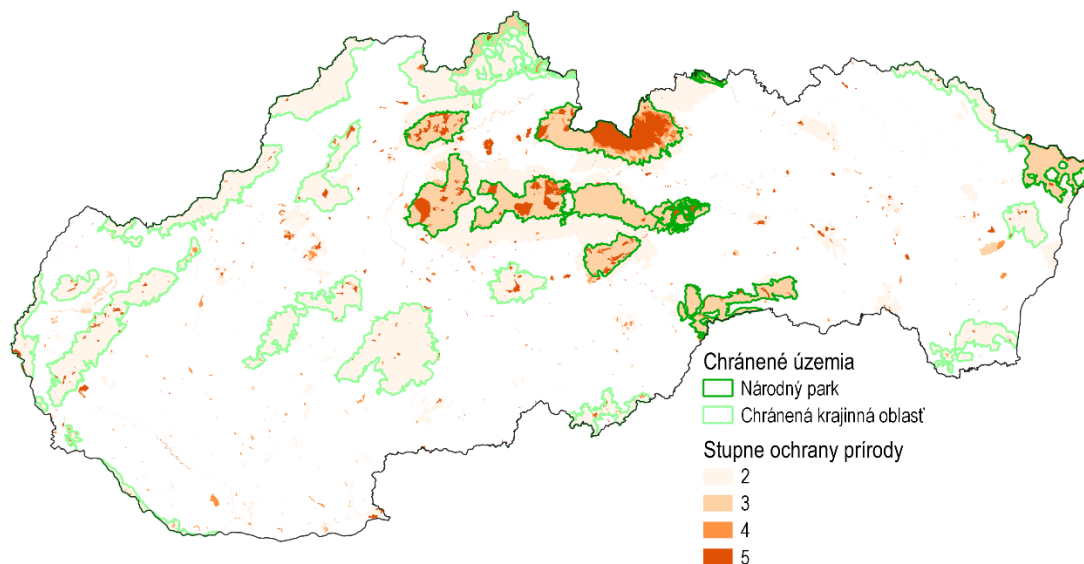 Chránené územia
Národný park
Chránená krajinná oblasť
Stupne ochrany prírody
2
3
4
5